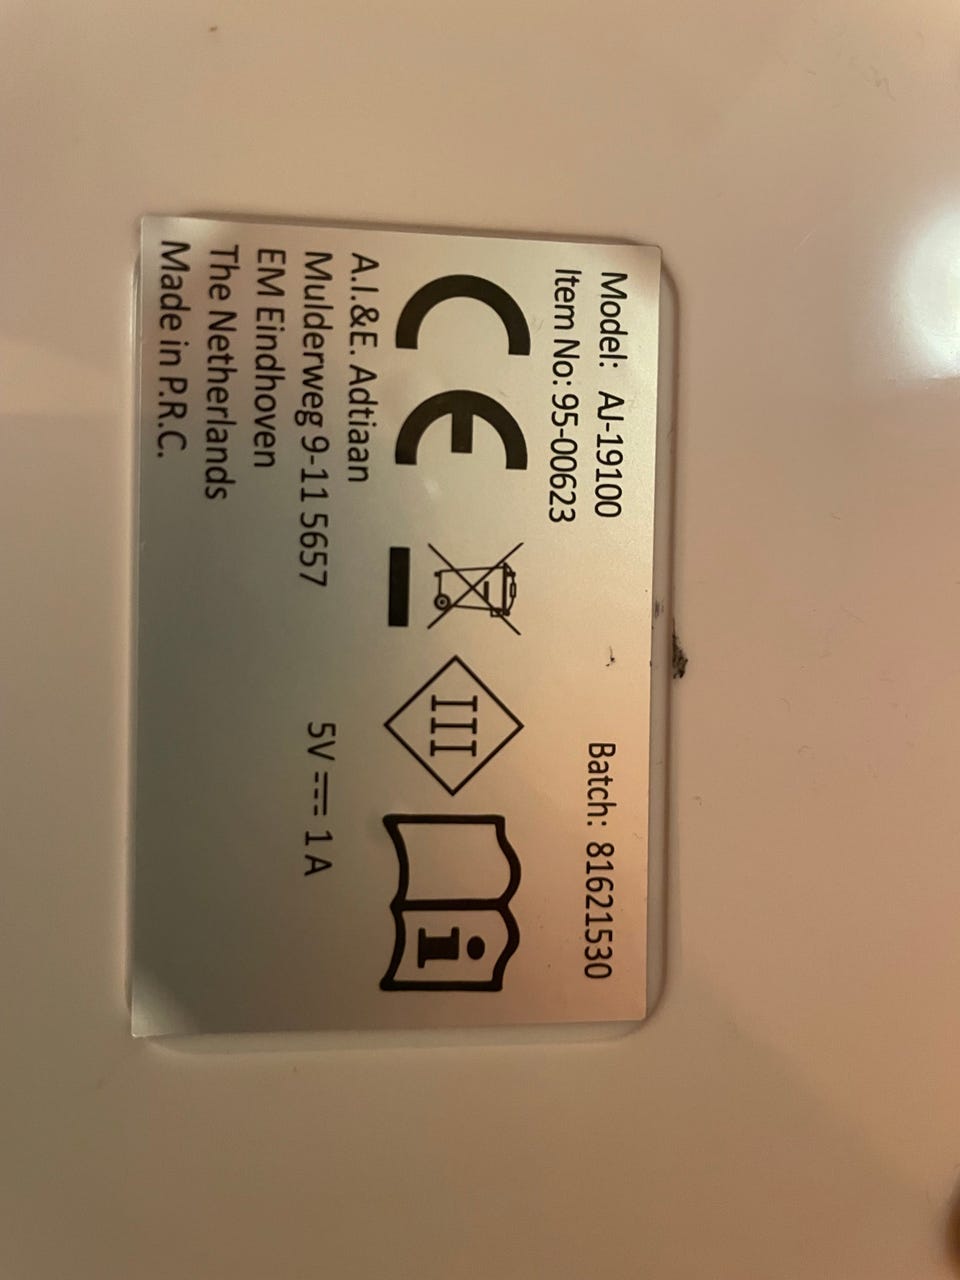 Model: AJ-19100 Batch: 81621530
Item No: 95-00623
CE III i
A.I.&E. Adtiaan
Mulderweg 9-11 5657 5V ⎓ 1 A
EM Eindhoven
The Netherlands
Made in P.R.C.